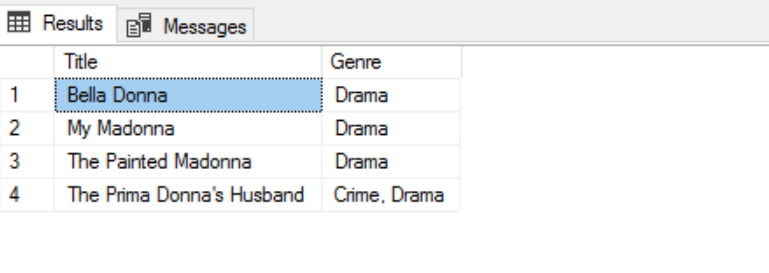 Results Messages
Title Genre
1 Bella Donna Drama
2 My Madonna Drama
3 The Painted Madonna Drama
4 The Prima Donna's Husband Crime, Drama